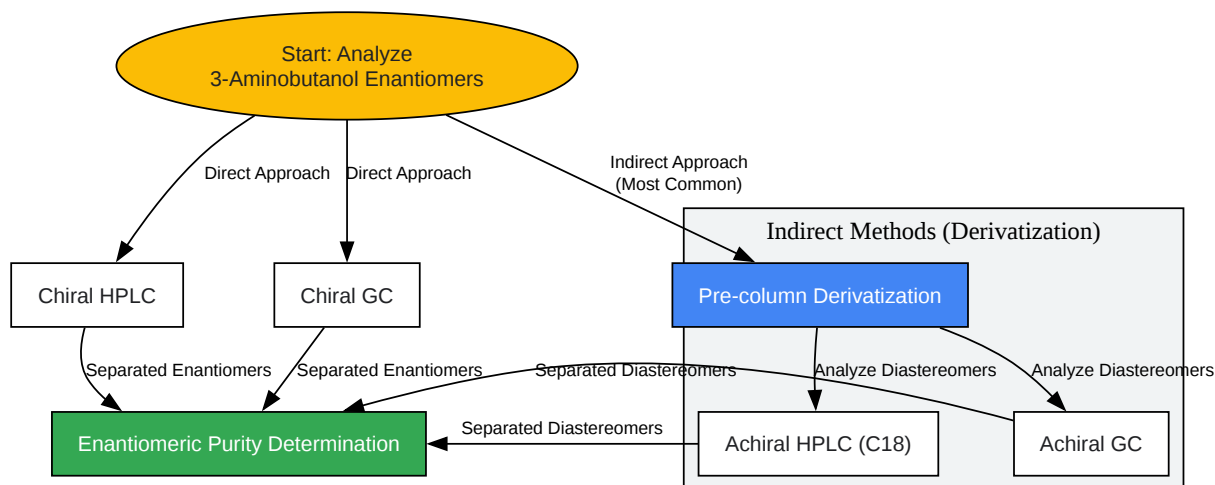 Start: Analyze
3-Aminobutanol Enantiomers
Direct Approach
Direct Approach
Indirect Approach
(Most Common)
Indirect Methods (Derivatization)
Chiral HPLC
Chiral GC
Pre-column Derivatization
Separated Enantiomers
Separated Enantiomers
Separated Diastereomers
Analyze Diastereomers
Analyze Diastereomers
Enantiomeric Purity Determination
Separated Diastereomers
Achiral HPLC (C18)
Achiral GC